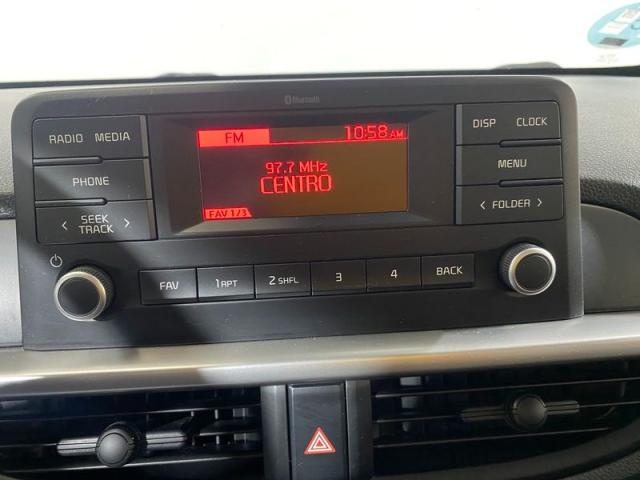 Bluetooth
RADIO MEDIA
PHONE
< SEEK >
TRACK
FM 10:58 AM
97.7 MHz
CENTRO
FAV 1/3
DISP CLOCK
MENU
< FOLDER >
FAV 1 RPT 2 SHFL 3 4 BACK